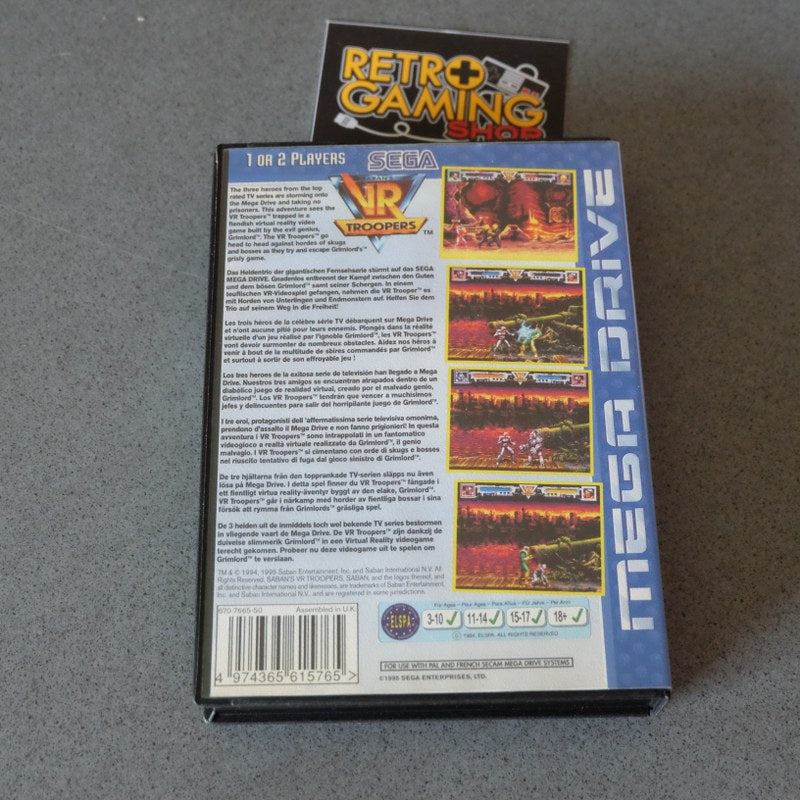 RETRO
GAMING
SHOP
1 OR 2 PLAYERS
SEGA
VR
TROOPERS™
The three heroes from the top
rated TV series are storming onto
the Mega Drive and taking no
prisoners. This adventure sees the
VR Troopers™ trapped in a
fiendish virtual reality video
game built by the evil genius,
Grimlord™. The VR Troopers™ go
head to head against hordes of skugs
and bosses as they try and escape Grimlord's™
grisly game.
Das Heldentrio der gigantischen Fernsehserie stürmt auf das SEGA
MEGA DRIVE. Gnadenlos entbrennt der Kampf zwischen den Guten
und dem bösen Grimlord™ samt seiner Schergen. In einem
teuflischen VR-Videospiel gefangen, nehmen die VR Trooper™ es
mit Horden von Unterlingen und Endmonstern auf. Helfen Sie dem
Trio auf seinem Weg in die Freiheit!
Les trois héros de la célèbre série TV débarquent sur Mega Drive
et n'ont aucune pitié pour leurs ennemis. Plongés dans la réalité
virtuelle d'un jeu réalisé par l'ignoble Grimlord™, les VR Troopers™
vont devoir surmonter de nombreux obstacles. Aidez nos héros à
venir à bout de la multitude de sbires commandés par Grimlord™
et surtout à sortir de son effroyable jeu !
Los tres heroes de la exitosa serie de televisión han llegado a Mega
Drive. Nuestros tres amigos se encuentran atrapados dentro de un
diabólico juego de realidad virtual, creado por el malvado genio,
Grimlord™. Los VR Troopers™ tendrán que vencer a muchisimos
jefes y delincuentes para salir del horripilante juego de Grimlord™.
I tre eroi, protagonisti dell 'affermatissima serie televisiva omonima,
prendono d'assalto il Mega Drive e non fanno prigionieri! In questa
avventura i VR Troopers™ sono intrappolati in un fantomatico
videogioco a realtà virtuale realizzato da Grimlord™, il genio
malvagio. I VR Troopers™ si cimentano con orde di skugs e bosses
nel riuscito tentativo di fuga dal gioco sinistro di Grimlord™.
De tre hjältarna från den topprankade TV-serien släpps nu även
lösa på Mega Drive. I detta spel finner du VR Troopers™ fångade i
ett fientligt virtua reality-äventyr byggt av den elake, Grimlord™.
VR Troopers™ går i närkamp med horder av fientliga bossar i sina
försök att rymma från Grimlords™ gräsliga spel.
De 3 helden uit de inmiddels toch wel bekende TV series bestormen
in vliegende vaart de Mega Drive. De VR Troopers™ zijn dankzij de
duivelse slimmerik Grimlord™ in een Virtual Reality videogame
terecht gekomen. Probeer nu deze videogame uit te spelen om
Grimlord™ te verslaan.
TM & © 1994, 1995 Saban Entertainment, Inc. and Saban International N.V. All
Rights Reserved. SABAN'S VR TROOPERS, SABAN, and the logos thereof, and
all distinctive character names and likenesses, are trademarks of Saban Entertainment,
Inc. and Saban International N.V., and are registered in some jurisdictions.
670-7665-50
Assembled in U.K.
4 974365 615765 >
ELSPA
For Ages – Pour Ages – Para Años – Für Jahre – Per Anni
3-10
11-14
15-17
18+
© 1994, ELSPA. ALL RIGHTS RESERVED
FOR USE WITH PAL AND FRENCH SECAM MEGA DRIVE SYSTEMS
©1995 SEGA ENTERPRISES, LTD.
MEGA DRIVE